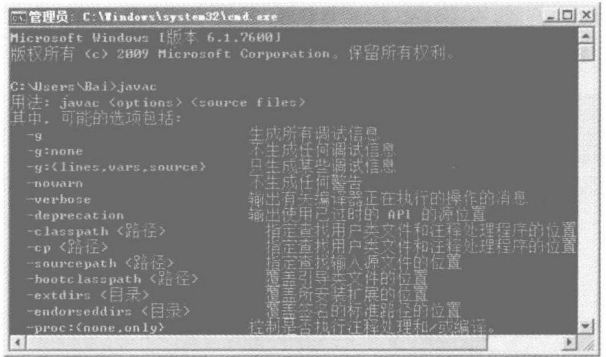 管理员: C:\Windows\system32\cmd.exe
Microsoft Windows [版本 6.1.7600]
版权所有 (c) 2009 Microsoft Corporation。保留所有权利。
C:\Users\Bai>javac
用法: javac <options> <source files>
其中, 可能的选项包括:
-g 生成所有调试信息
-g:none 不生成任何调试信息
-g:{lines,vars,source} 只生成某些调试信息
-nowarn 不生成任何警告
-verbose 输出有关编译器正在执行的操作的消息
-deprecation 输出使用已过时的 API 的源位置
-classpath <路径> 指定查找用户类文件和注释处理程序的位置
-cp <路径> 指定查找用户类文件和注释处理程序的位置
-sourcepath <路径> 指定查找输入源文件的位置
-bootclasspath <路径> 覆盖引导类文件的位置
-extdirs <目录> 覆盖所安装扩展的位置
-endorseddirs <目录> 覆盖签名的标准路径的位置
-proc:{none,only} 控制是否执行注释处理和/或编译。